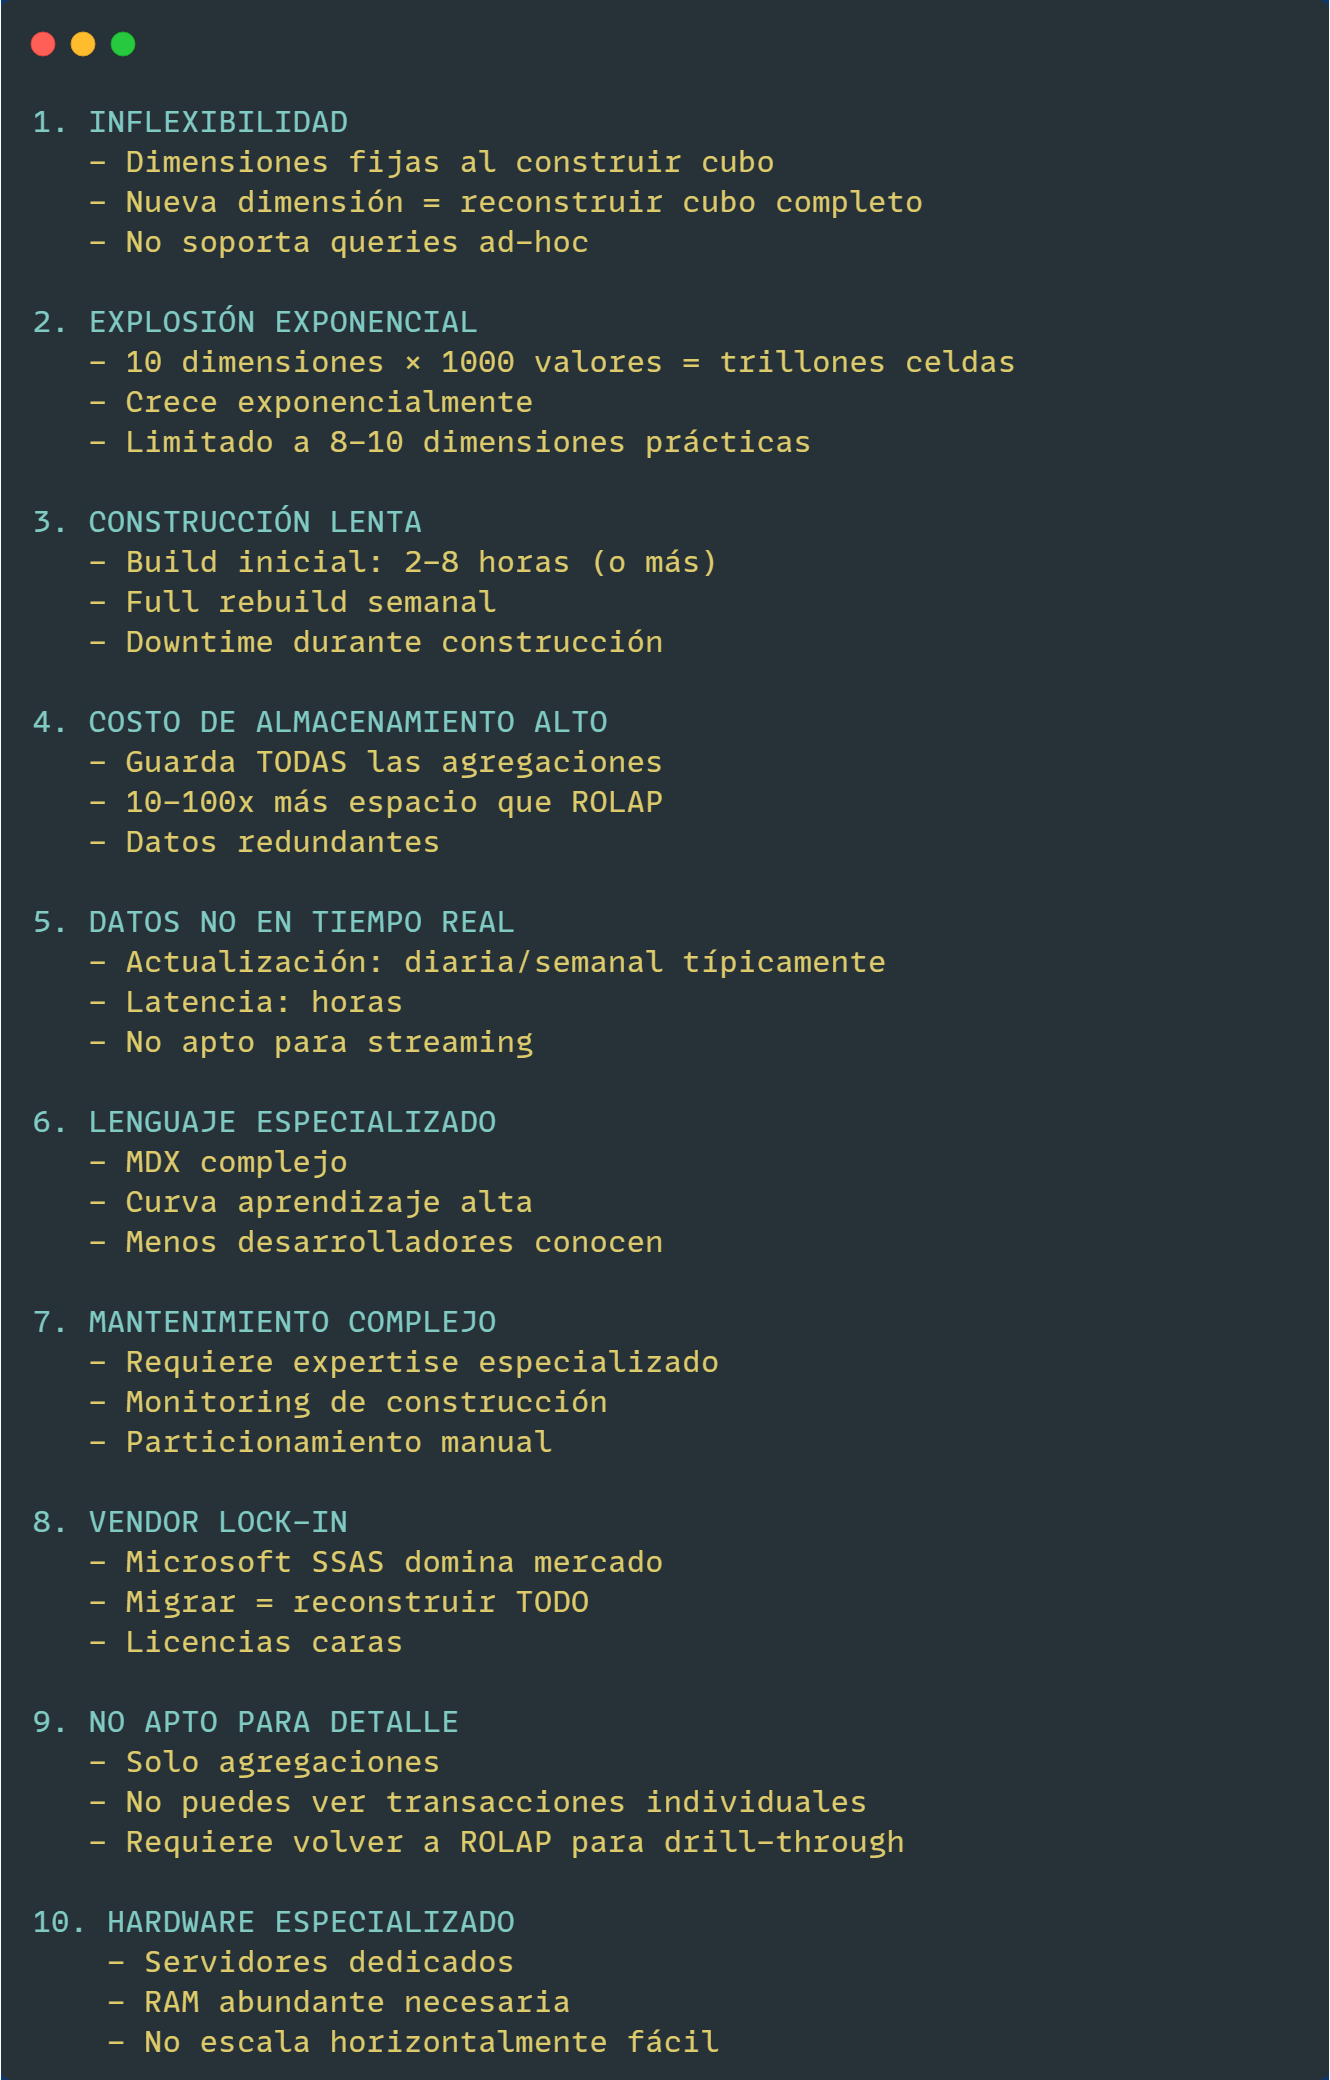 1. INFLEXIBILIDAD
- Dimensiones fijas al construir cubo
- Nueva dimensión = reconstruir cubo completo
- No soporta queries ad-hoc
2. EXPLOSIÓN EXPONENCIAL
- 10 dimensiones × 1000 valores = trillones celdas
- Crece exponencialmente
- Limitado a 8-10 dimensiones prácticas
3. CONSTRUCCIÓN LENTA
- Build inicial: 2-8 horas (o más)
- Full rebuild semanal
- Downtime durante construcción
4. COSTO DE ALMACENAMIENTO ALTO
- Guarda TODAS las agregaciones
- 10-100x más espacio que ROLAP
- Datos redundantes
5. DATOS NO EN TIEMPO REAL
- Actualización: diaria/semanal típicamente
- Latencia: horas
- No apto para streaming
6. LENGUAJE ESPECIALIZADO
- MDX complejo
- Curva aprendizaje alta
- Menos desarrolladores conocen
7. MANTENIMIENTO COMPLEJO
- Requiere expertise especializado
- Monitoring de construcción
- Particionamiento manual
8. VENDOR LOCK-IN
- Microsoft SSAS domina mercado
- Migrar = reconstruir TODO
- Licencias caras
9. NO APTO PARA DETALLE
- Solo agregaciones
- No puedes ver transacciones individuales
- Requiere volver a ROLAP para drill-through
10. HARDWARE ESPECIALIZADO
- Servidores dedicados
- RAM abundante necesaria
- No escala horizontalmente fácil